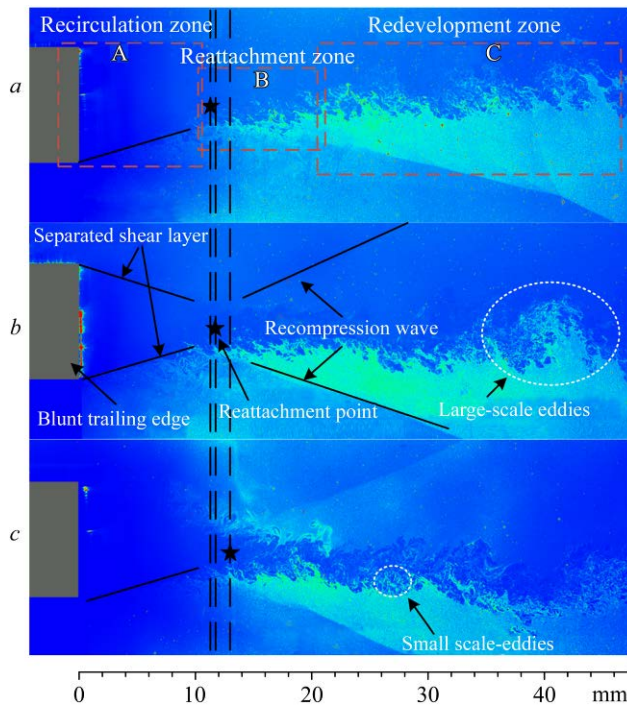 Recirculation zone
Redevelopment zone
A
Reattachment zone
C
B
a
Separated shear layer
b
Recompression wave
Blunt trailing edge
Reattachment point
Large-scale eddies
c
Small scale-eddies
0 10 20 30 40 mm